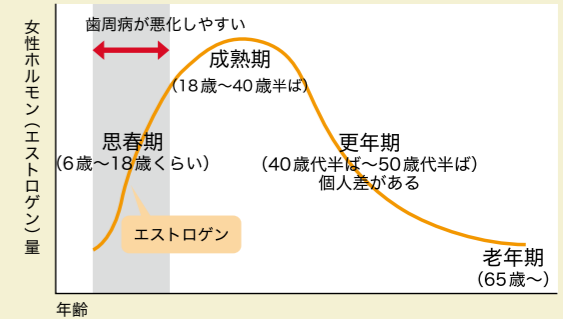 女性ホルモン（エストロゲン）量
歯周病が悪化しやすい
成熟期
（18歳〜40歳半ば）
思春期
（6歳〜18歳くらい）
更年期
（40歳代半ば〜50歳代半ば）
個人差がある
エストロゲン
老年期
（65歳〜）
年齢